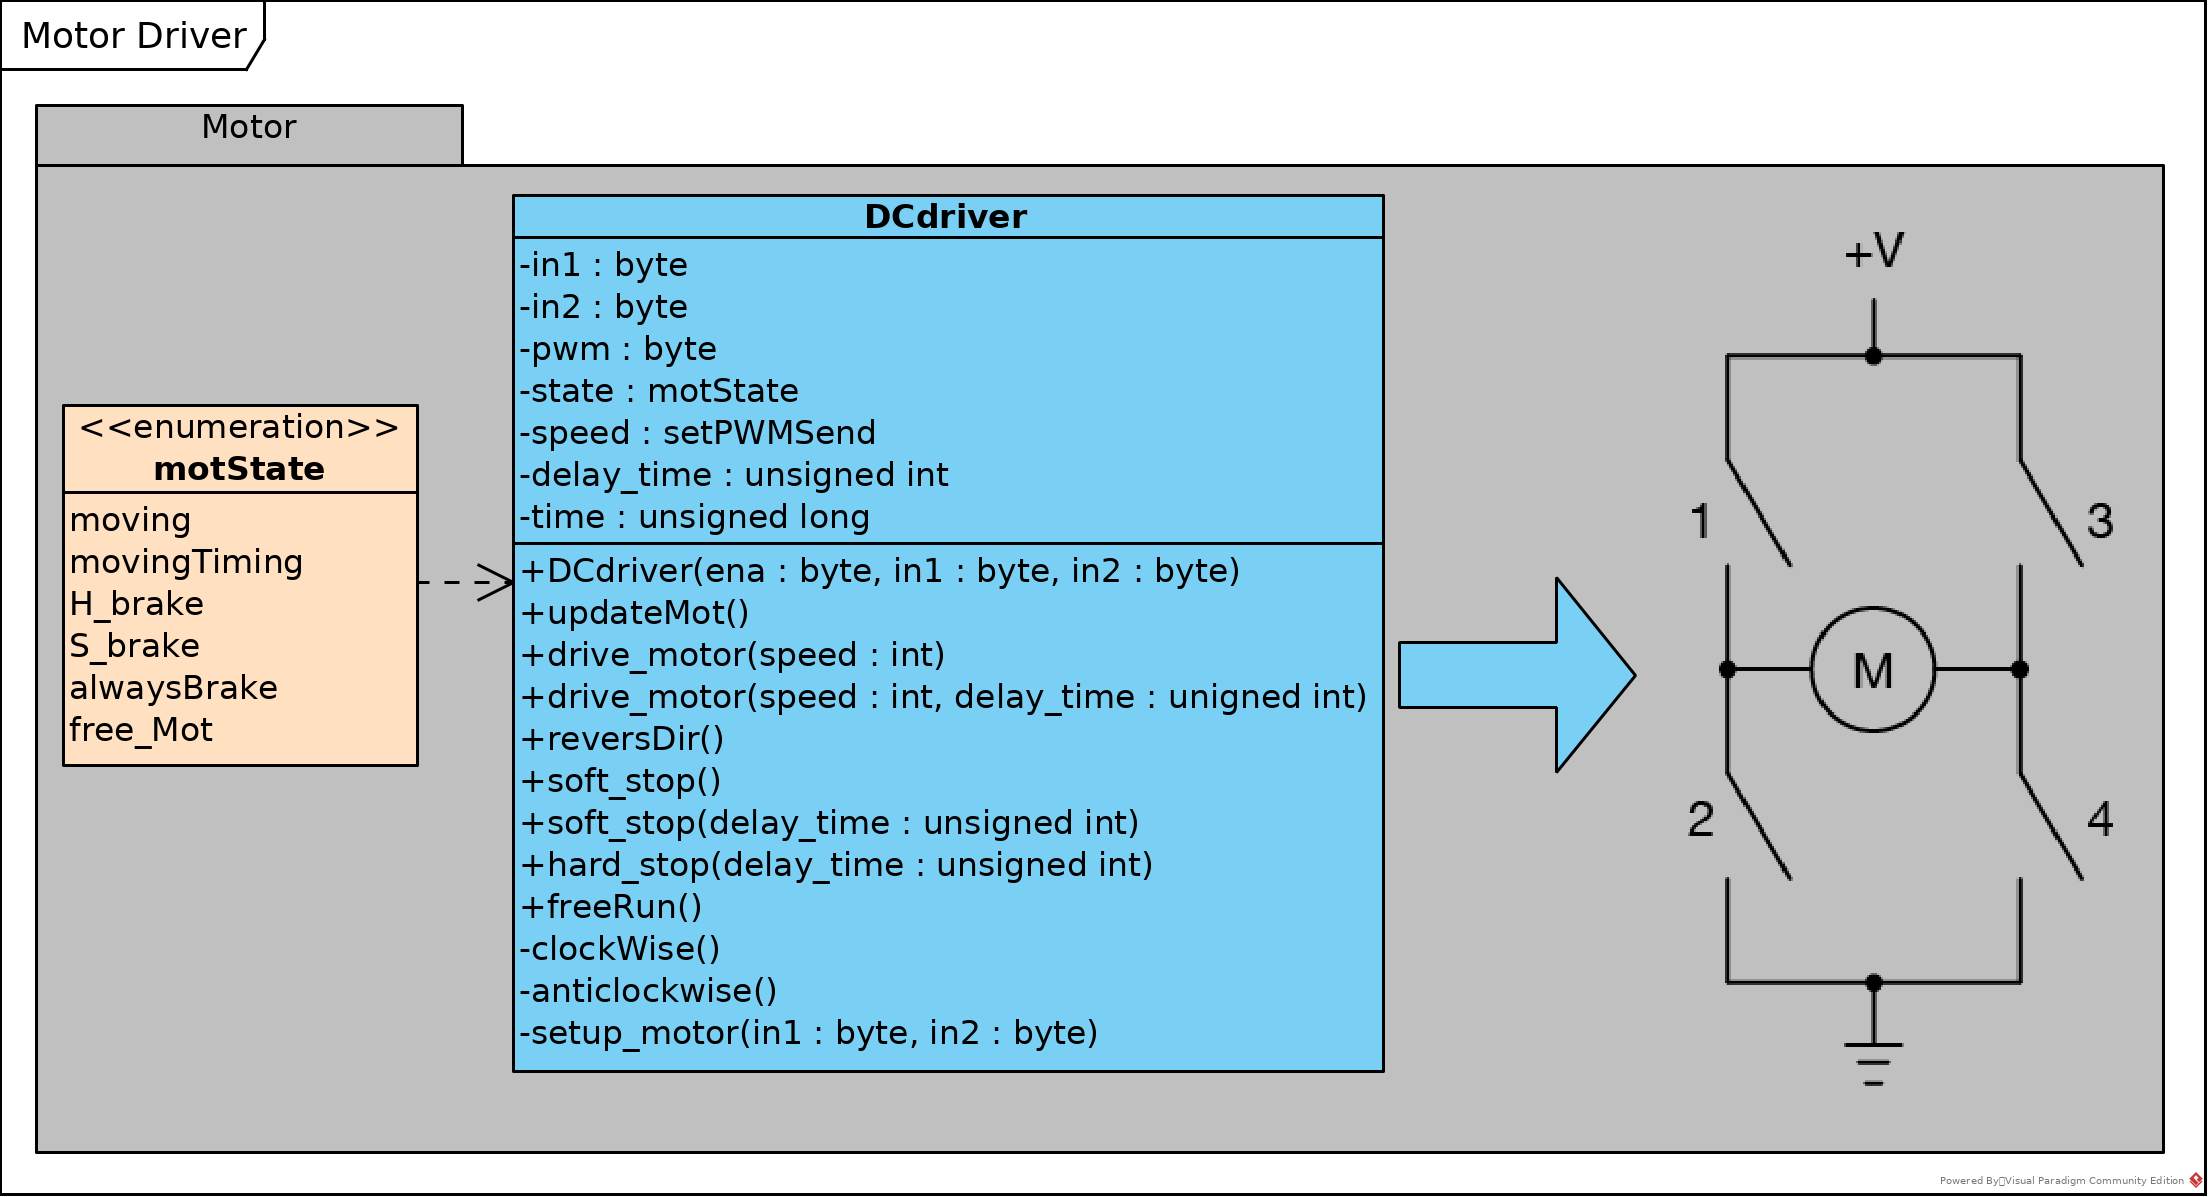 Motor Driver
Motor
<<enumeration>>
motState
moving
movingTiming
H_brake
S_brake
alwaysBrake
free_Mot
DCdriver
-in1 : byte
-in2 : byte
-pwm : byte
-state : motState
-speed : setPWMSend
-delay_time : unsigned int
-time : unsigned long
+DCdriver(ena : byte, in1 : byte, in2 : byte)
+updateMot()
+drive_motor(speed : int)
+drive_motor(speed : int, delay_time : unigned int)
+reversDir()
+soft_stop()
+soft_stop(delay_time : unsigned int)
+hard_stop(delay_time : unsigned int)
+freeRun()
-clockWise()
-anticlockwise()
-setup_motor(in1 : byte, in2 : byte)
+V
1
3
M
2
4
Powered By Visual Paradigm Community Edition